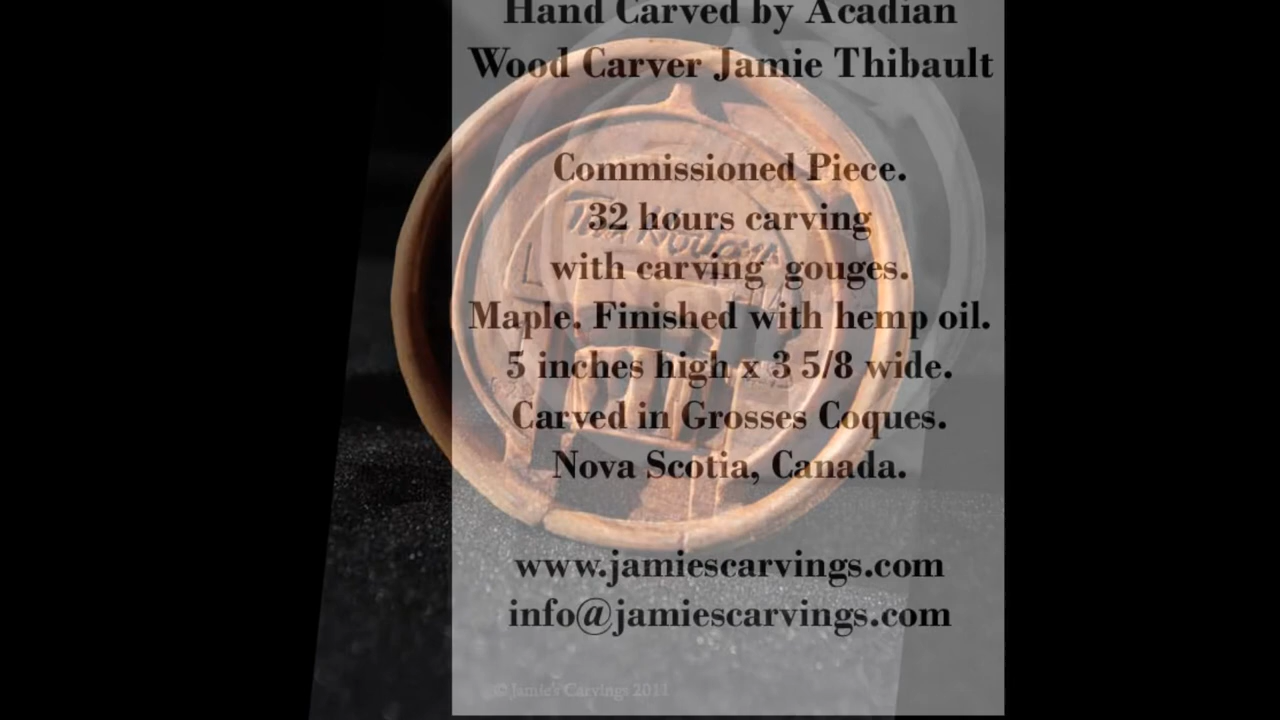 Hand Carved by Acadian
Wood Carver Jamie Thibault
Commissioned Piece.
32 hours carving
with carving gouges.
Maple. Finished with hemp oil.
5 inches high x 3 5/8 wide.
Carved in Grosses Coques.
Nova Scotia, Canada.
www.jamiescarvings.com
info@jamiescarvings.com
© Jamie's Carvings 2011